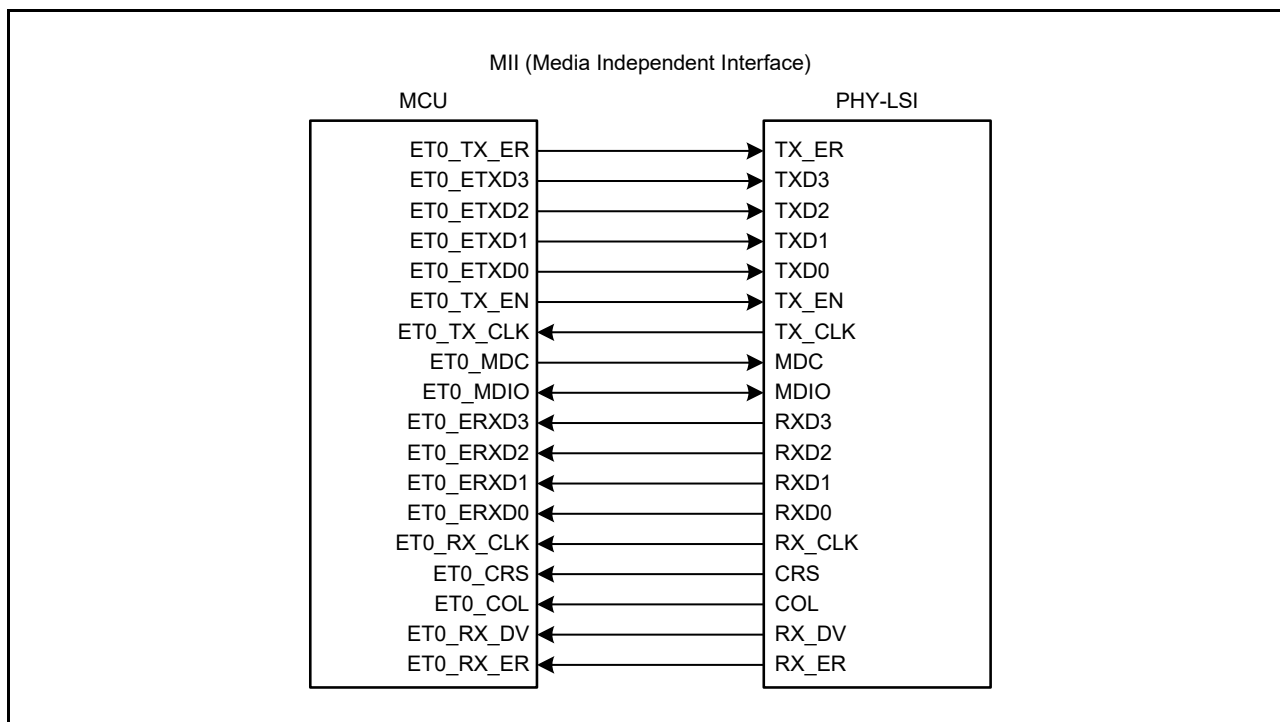 MII (Media Independent Interface)
MCU PHY-LSI
ET0_TX_ER TX_ER
ET0_ETXD3 TXD3
ET0_ETXD2 TXD2
ET0_ETXD1 TXD1
ET0_ETXD0 TXD0
ET0_TX_EN TX_EN
ET0_TX_CLK TX_CLK
ET0_MDC MDC
ET0_MDIO MDIO
ET0_ERXD3 RXD3
ET0_ERXD2 RXD2
ET0_ERXD1 RXD1
ET0_ERXD0 RXD0
ET0_RX_CLK RX_CLK
ET0_CRS CRS
ET0_COL COL
ET0_RX_DV RX_DV
ET0_RX_ER RX_ER